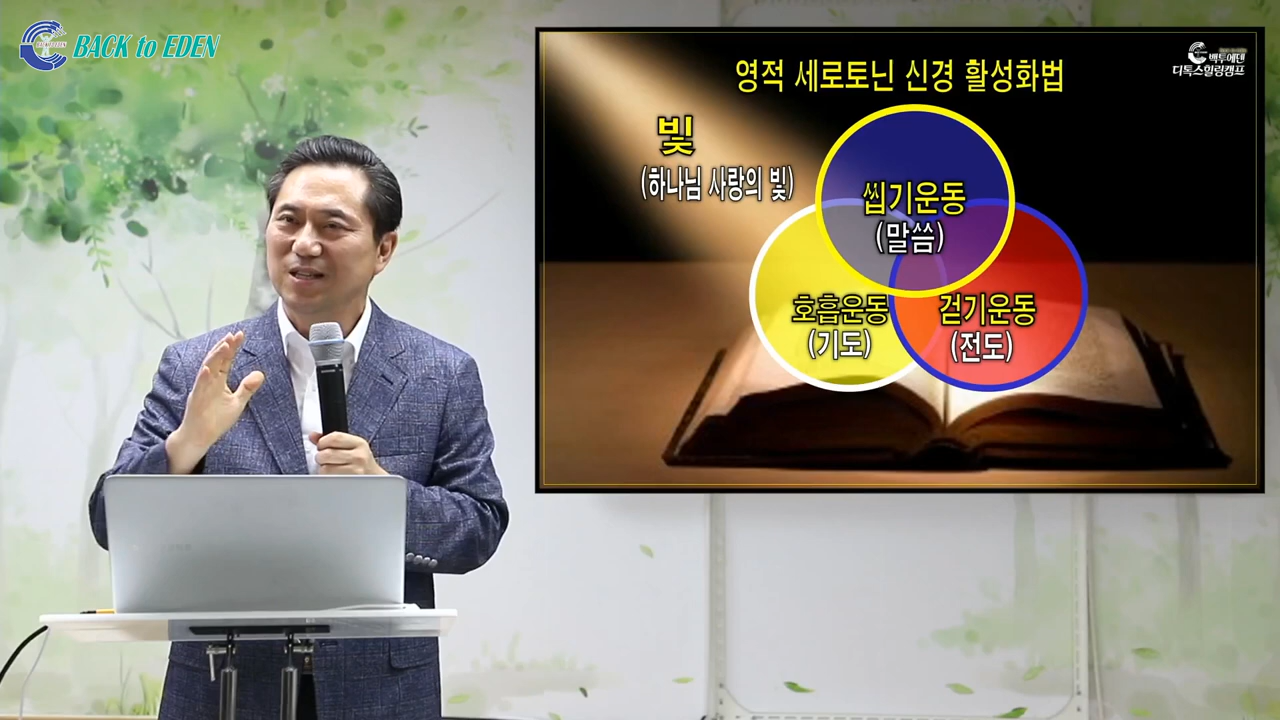 BACK to EDEN
백투에덴
디톡스힐링캠프
영적 세로토닌 신경 활성화법
빛
(하나님 사랑의 빛)
씹기운동
(말씀)
호흡운동
(기도)
걷기운동
(전도)